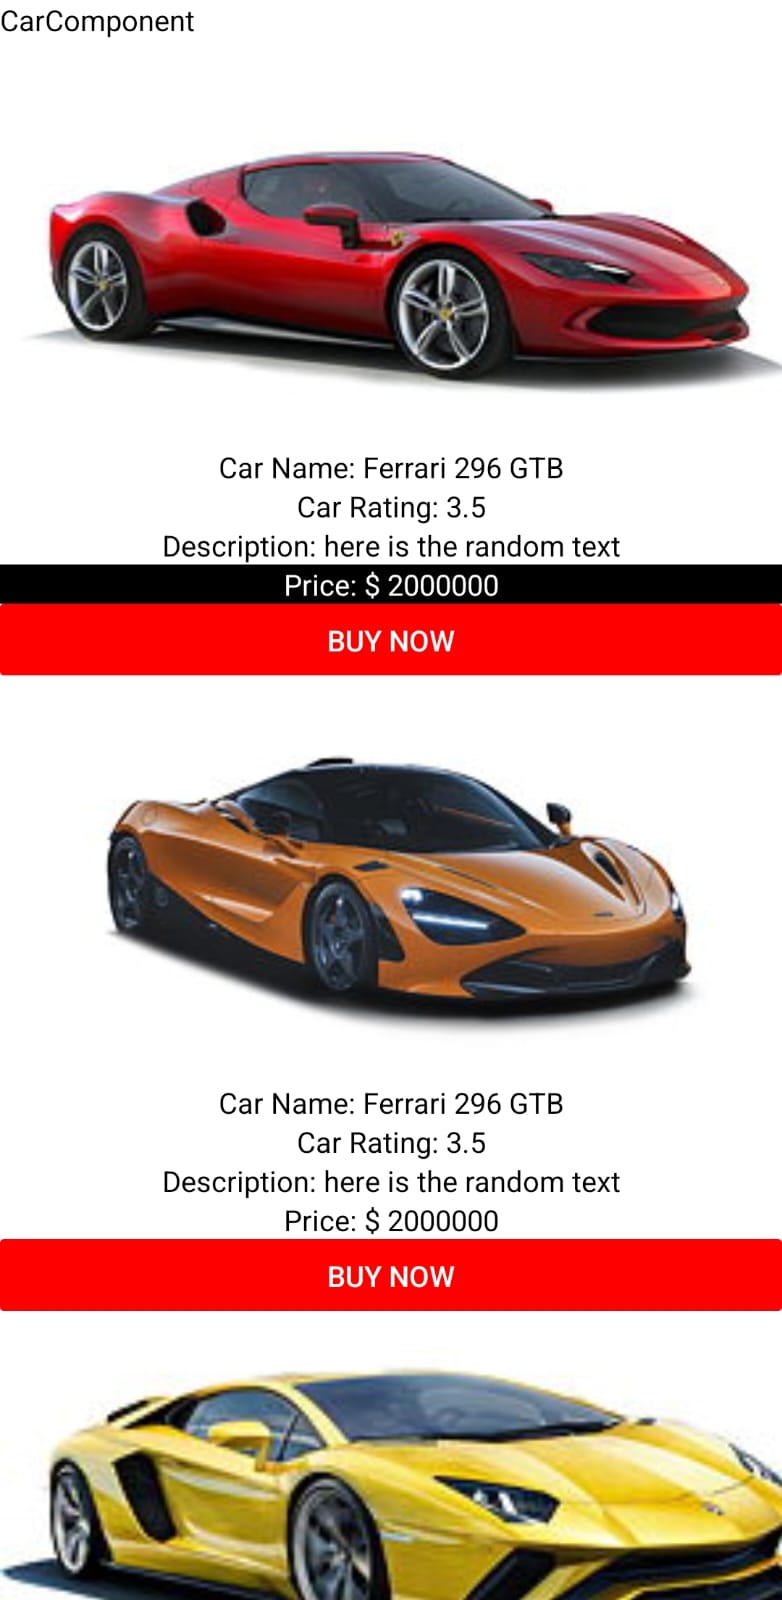 CarComponent
Car Name: Ferrari 296 GTB
Car Rating: 3.5
Description: here is the random text
Price: $ 2000000
BUY NOW
Car Name: Ferrari 296 GTB
Car Rating: 3.5
Description: here is the random text
Price: $ 2000000
BUY NOW